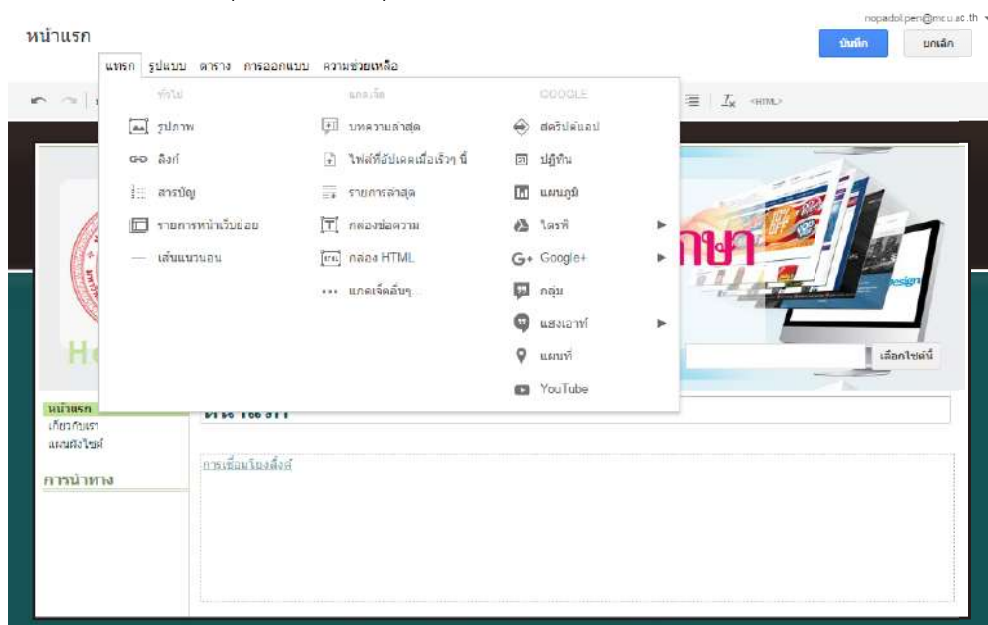 nopadol.pen@mcu.ac.th
หน้าแรก
บันทึก
ยกเลิก
แทรก รูปแบบ ตาราง การออกแบบ ความช่วยเหลือ
ทั่วไป
รูปภาพ
ลิงก์
สารบัญ
รายการหน้าเว็บย่อย
เส้นแนวนอน
แกดเจ็ต
บทความล่าสุด
ไฟล์ที่อัปเดตเมื่อเร็วๆ นี้
รายการล่าสุด
กล่องข้อความ
กล่อง HTML
แกดเจ็ตอื่นๆ...
GOOGLE
สคริปต์แอป
ปฏิทิน
แผนภูมิ
ไดรฟ์
Google+
กลุ่ม
แฮงเอาท์
แผนที่
YouTube
<HTML>
เลือกไซต์นี้
หน้าแรก
เกี่ยวกับเรา
แผนผังไซต์
การนำทาง
การเชื่อมโยงลิ้งค์